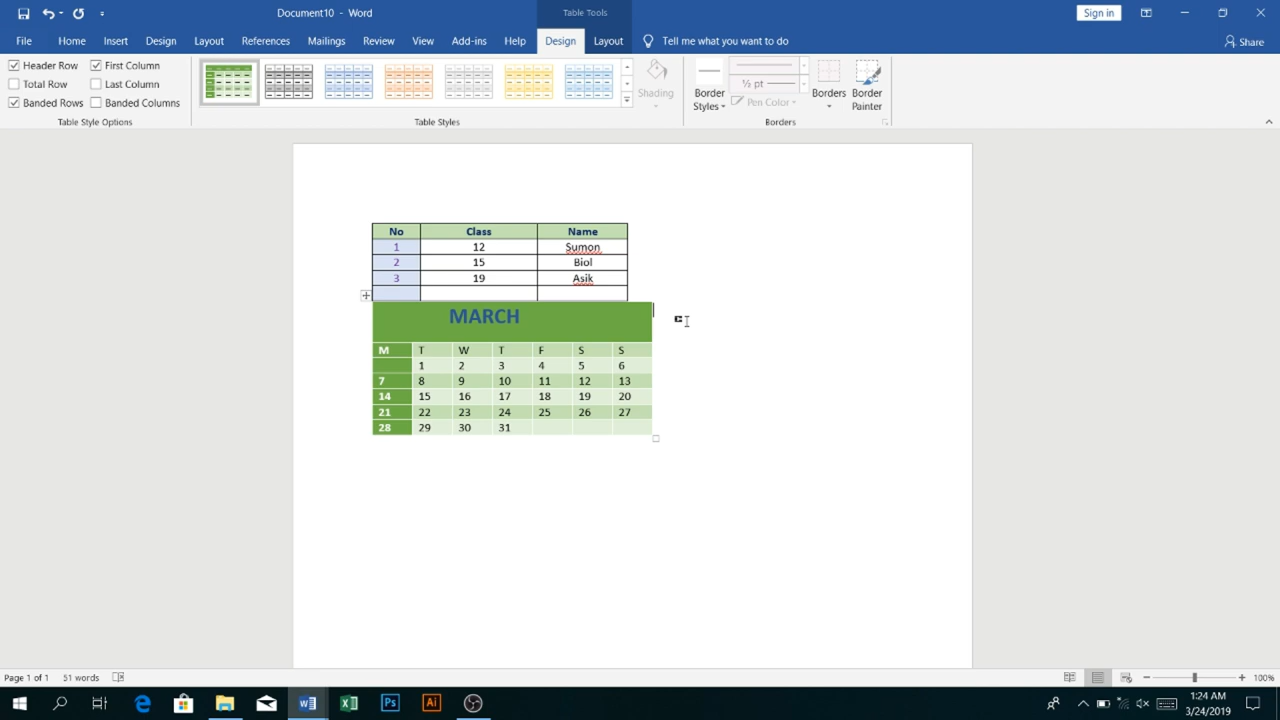 Document10 - Word
Table Tools
Sign in
File Home Insert Design Layout References Mailings Review View Add-ins Help Design Layout Tell me what you want to do Share
Header Row First Column
Total Row Last Column
Banded Rows Banded Columns
Table Style Options
Table Styles
Shading
Border Styles
½ pt
Pen Color
Borders
Border Painter
Borders
No Class Name
1 12 Sumon
2 15 Biol
3 19 Asik
MARCH
M T W T F S S
1 2 3 4 5 6
7 8 9 10 11 12 13
14 15 16 17 18 19 20
21 22 23 24 25 26 27
28 29 30 31
Page 1 of 1 51 words
100%
Ps
Ai
1:24 AM
3/24/2019